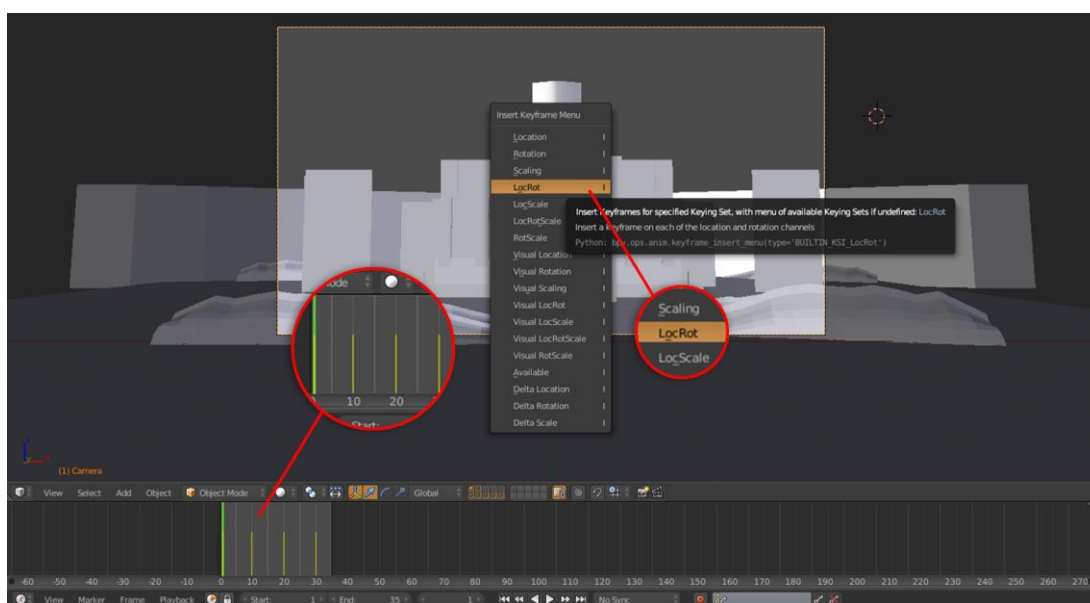 Insert Keyframe Menu
Location I
Rotation I
Scaling I
LocRot I
LocScale
LocRotScale
RotScale
Visual Location
Visual Rotation I
Visual Scaling I
Visual LocRot I
Visual LocScale I
Visual LocRotScale I
Visual RotScale I
Available I
Delta Location I
Delta Rotation I
Delta Scale I
Insert Keyframes for specified Keying Set, with menu of available Keying Sets if undefined: LocRot
Insert a keyframe on each of the location and rotation channels
Python: bpy.ops.anim.keyframe_insert_menu(type='BUILTIN_KSI_LocRot')
10 20
Start:
Scaling
LocRot
LocScale
(1) Camera
View Select Add Object Object Mode Global
-60 -50 -40 -30 -20 -10 0 10 20 30 40 50 60 70 80 90 100 110 120 130 140 150 160 170 180 190 200 210 220 230 240 250 260 270
View Marker Frame Playback Start: 1 End: 35 1 No Sync